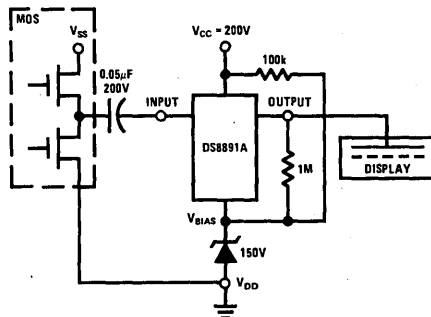 MOS
VSS
VCC = 200V
0.05µF
200V
100k
INPUT
OUTPUT
DS8891A
1M
DISPLAY
VBIAS
150V
VDD